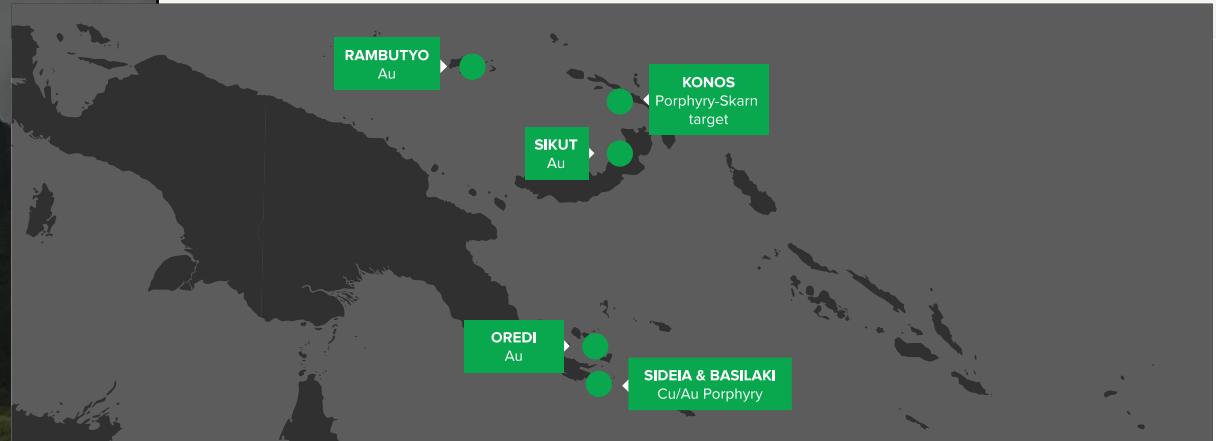 RAMBUTYO
Au
KONOS
Porphyry-Skarn
target
SIKUT
Au
OREDI
Au
SIDEIA & BASILAKI
Cu/Au Porphyry